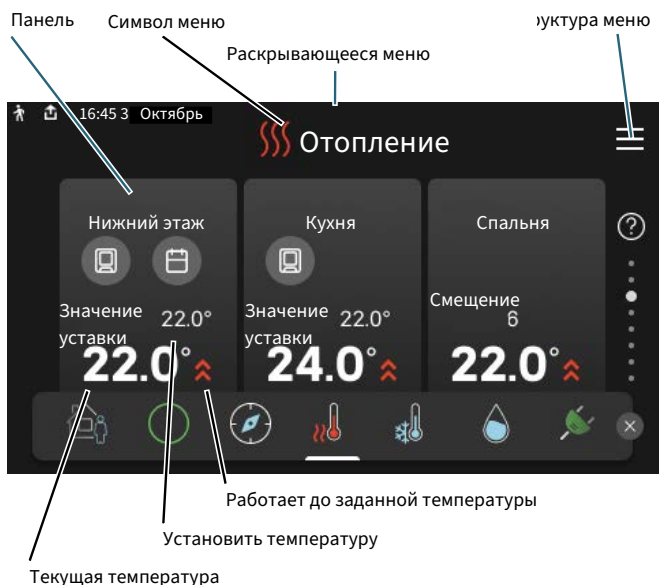 Панель
Символ меню
руктура меню
Раскрывающееся меню
16:45 3 Октябрь
Отопление
Нижний этаж
Кухня
Спальня
?
Значение уставки
22.0°
Значение уставки
22.0°
Смещение
6
22.0°
24.0°
22.0°
Работает до заданной температуры
Установить температуру
Текущая температура